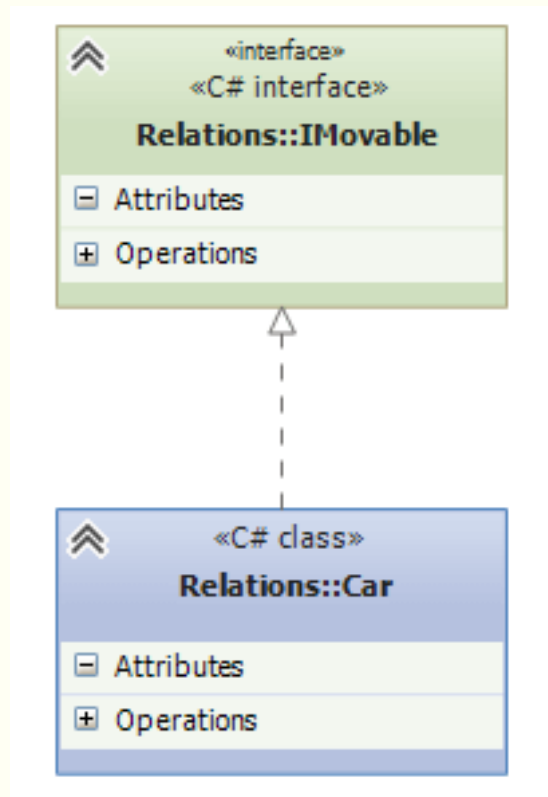 «interface»
«C# interface»
Relations::IMovable
Attributes
Operations
«C# class»
Relations::Car
Attributes
Operations